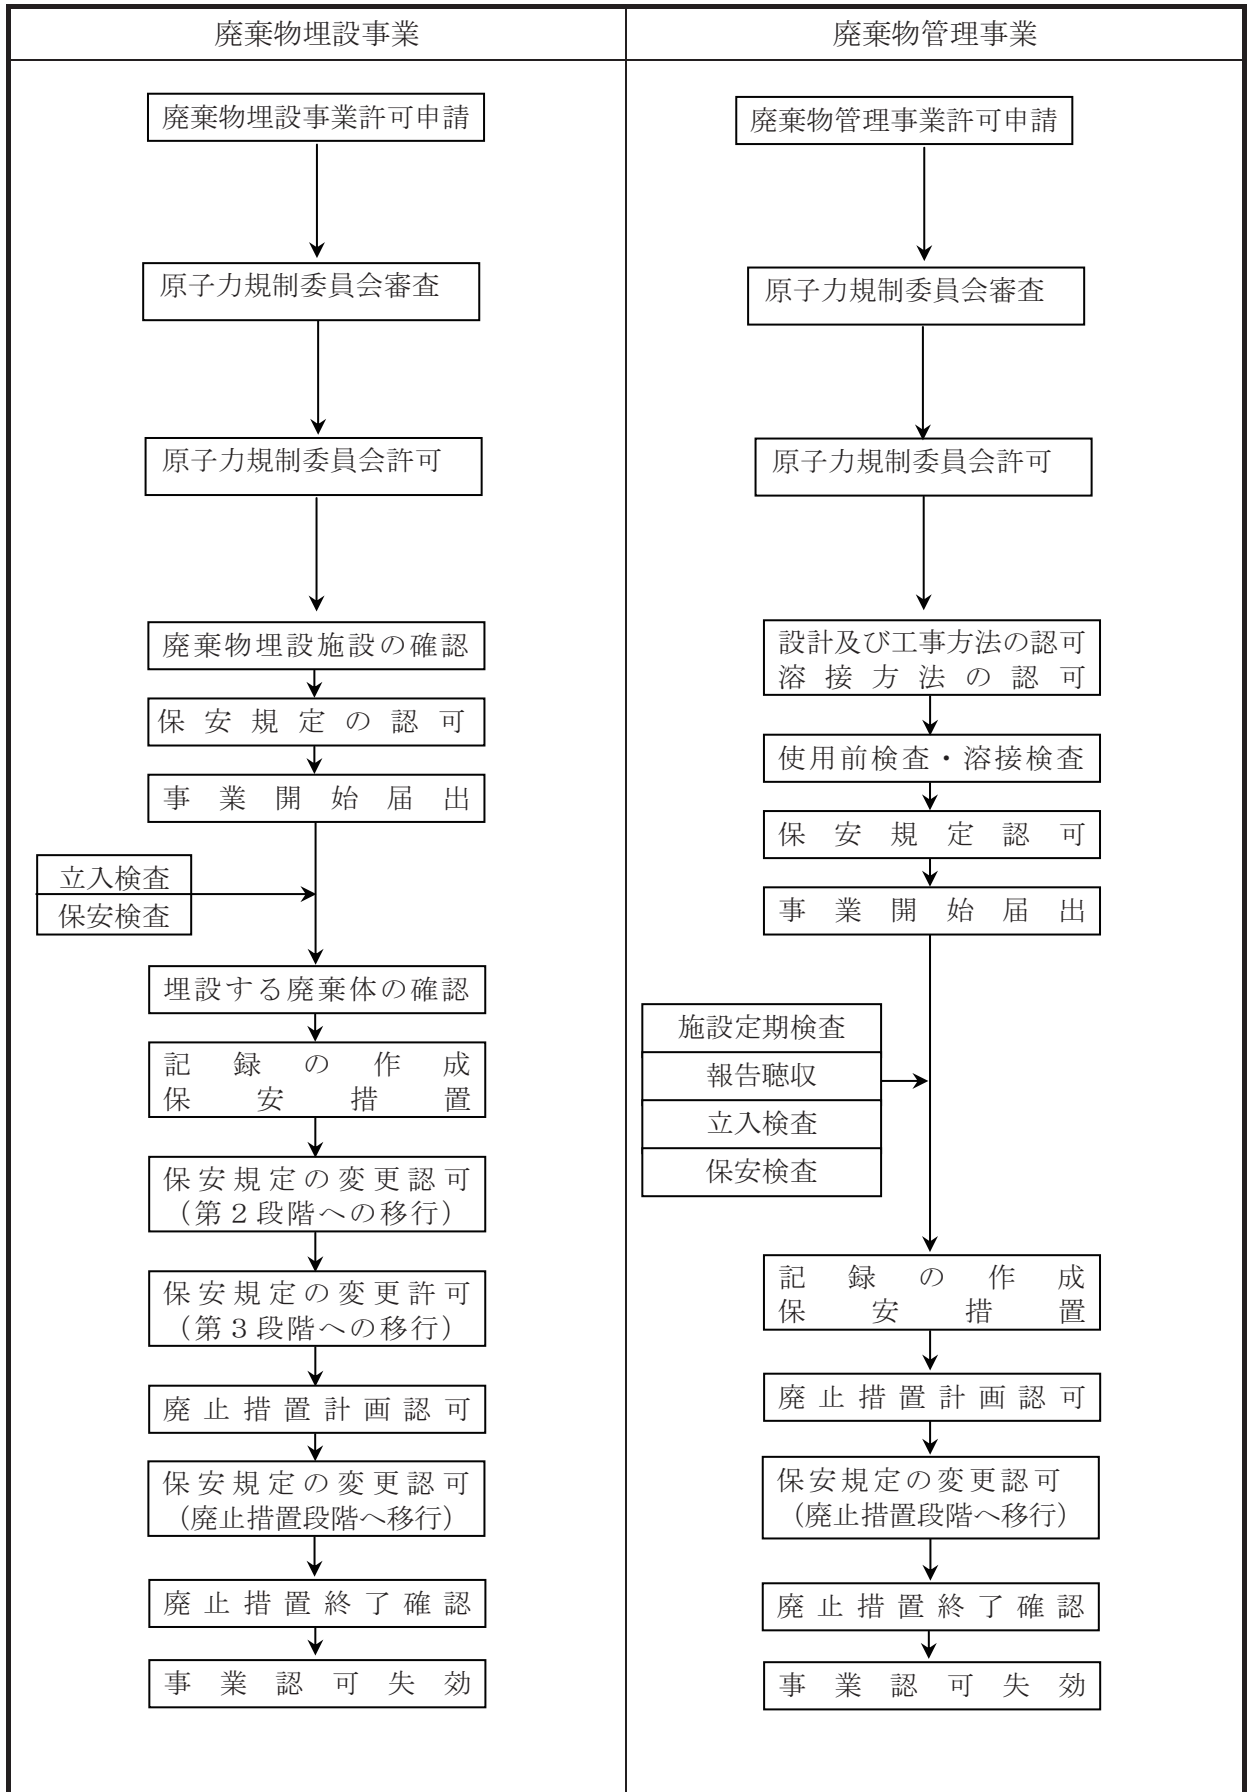 廃棄物埋設事業
廃棄物埋設事業許可申請
原子力規制委員会審査
原子力規制委員会許可
廃棄物埋設施設の確認
保安規定の認可
事業開始届出
立入検査
保安検査
埋設する廃棄体の確認
記録の作成
保安措置
保安規定の変更認可
（第２段階への移行）
保安規定の変更許可
（第３段階への移行）
廃止措置計画認可
保安規定の変更認可
（廃止措置段階へ移行）
廃止措置終了確認
事業認可失効
廃棄物管理事業
廃棄物管理事業許可申請
原子力規制委員会審査
原子力規制委員会許可
設計及び工事方法の認可
溶接方法の認可
使用前検査・溶接検査
保安規定認可
事業開始届出
施設定期検査
報告聴収
立入検査
保安検査
記録の作成
保安措置
廃止措置計画認可
保安規定の変更認可
（廃止措置段階へ移行）
廃止措置終了確認
事業認可失効